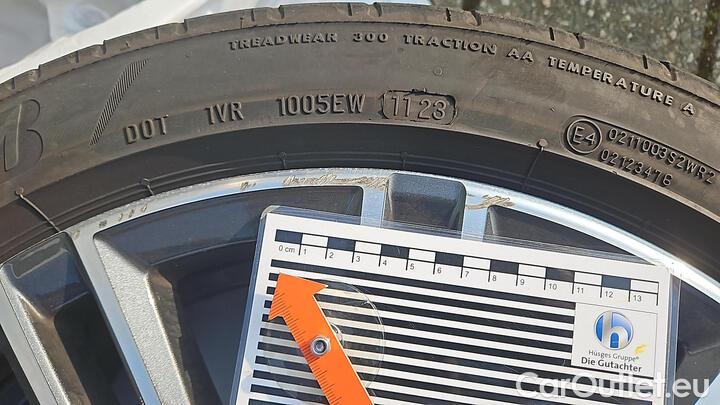 TREADWEAR 300 TRACTION AA TEMPERATURE A
DOT 1VR 1005EW 1123
E4
0211003S2WR2
02123476
0 cm 1 2 3 4 5 6 7 8 9 10 11 12 13
h
Hüsges Gruppe®
Die Gutachter
CarOutlet.eu